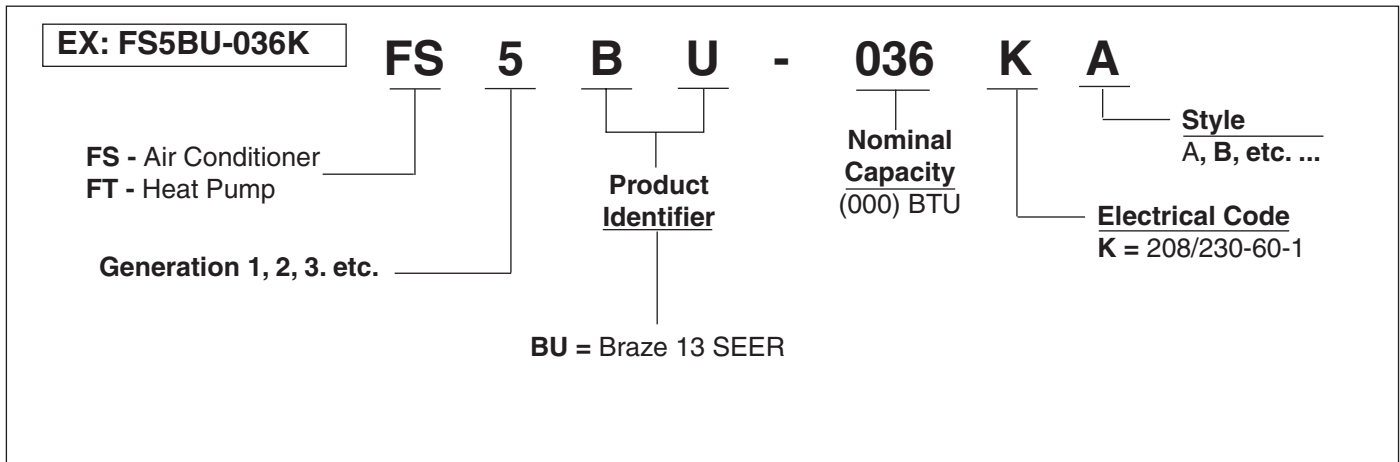 EX: FS5BU-036K
FS 5 B U - 036 K A
Style
A, B, etc. ...
Nominal
Capacity
(000) BTU
FS - Air Conditioner
FT - Heat Pump
Product
Identifier
Electrical Code
K = 208/230-60-1
Generation 1, 2, 3. etc.
BU = Braze 13 SEER